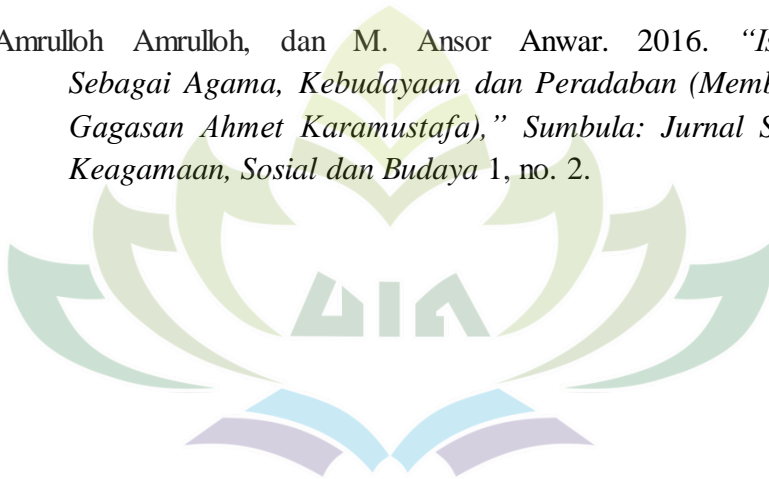 Amrulloh Amrulloh, dan M. Ansor Anwar. 2016. “Is
Sebagai Agama, Kebudayaan dan Peradaban (Memb
Gagasan Ahmet Karamustafa),” Sumbula: Jurnal S
Keagamaan, Sosial dan Budaya 1, no. 2.
UIN